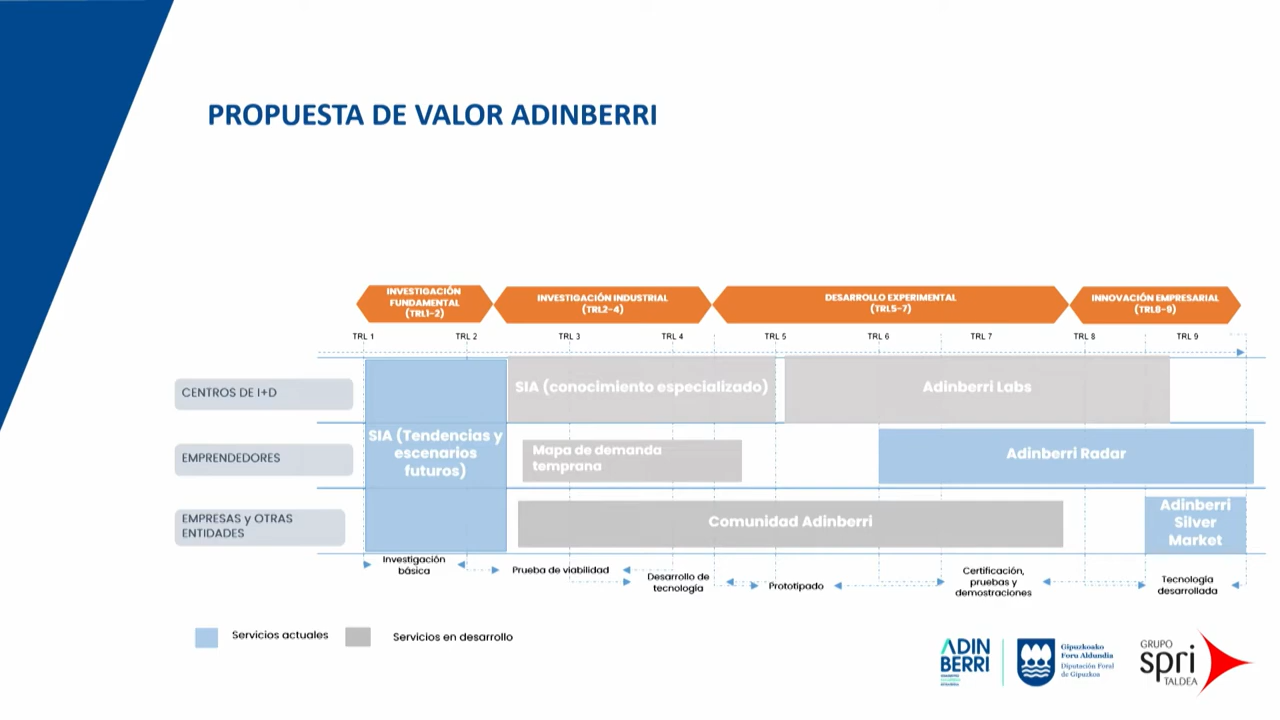 PROPUESTA DE VALOR ADINBERRI
INVESTIGACIÓN
FUNDAMENTAL
(TRL1-2)
INVESTIGACIÓN INDUSTRIAL
(TRL2-4)
DESARROLLO EXPERIMENTAL
(TRL5-7)
INNOVACIÓN EMPRESARIAL
(TRL8-9)
TRL 1
TRL 2
TRL 3
TRL 4
TRL 5
TRL 6
TRL 7
TRL 8
TRL 9
CENTROS DE I+D
SIA (conocimiento especializado)
Adinberri Labs
SIA (Tendencias y
escenarios
futuros)
EMPRENDEDORES
Mapa de demanda
temprana
Adinberri Radar
EMPRESAS y OTRAS
ENTIDADES
Comunidad Adinberri
Adinberri
Silver
Market
Investigación
básica
Prueba de viabilidad
Desarrollo de
tecnología
Prototipado
Certificación,
pruebas y
demostraciones
Tecnología
desarrollada
Servicios actuales
Servicios en desarrollo
ADIN
BERRI
Gipuzkoako
Foru Aldundia
Diputación Foral
de Gipuzkoa
GRUPO
spri
TALDEA